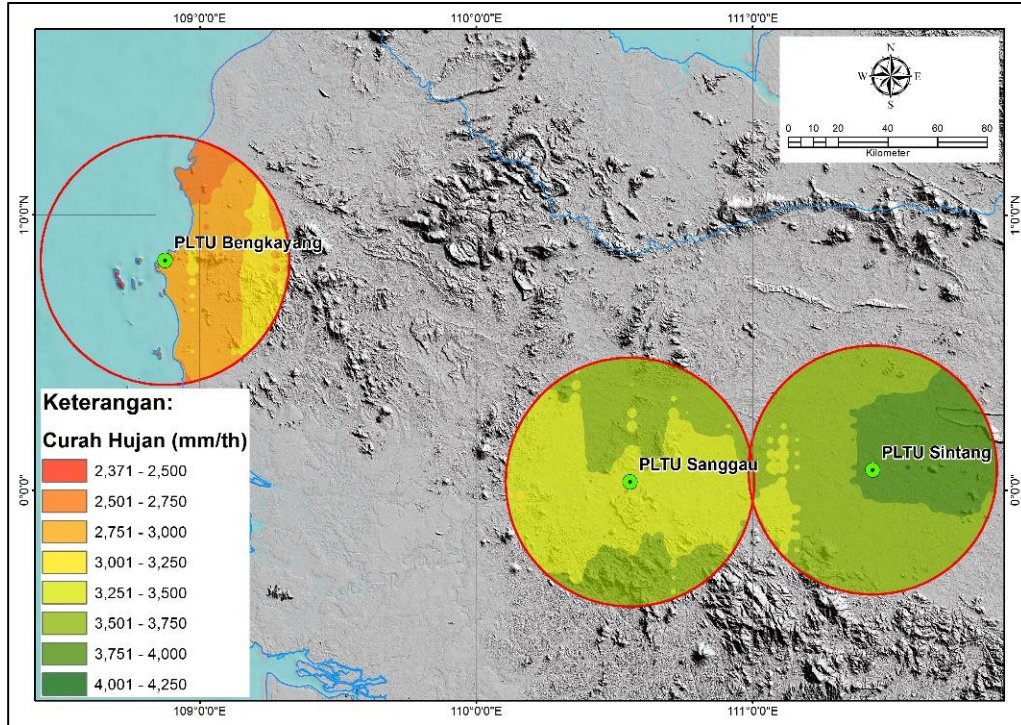 109°0'0"E 110°0'0"E 111°0'0"E
N
W E
S
0 10 20 40 60 80
Kilometer
1°0'0"N 1°0'0"N
PLTU Bengkayang
PLTU Sanggau
PLTU Sintang
0°0'0" 0°0'0"
Keterangan:
Curah Hujan (mm/th)
2,371 - 2,500
2,501 - 2,750
2,751 - 3,000
3,001 - 3,250
3,251 - 3,500
3,501 - 3,750
3,751 - 4,000
4,001 - 4,250
109°0'0"E 110°0'0"E 111°0'0"E